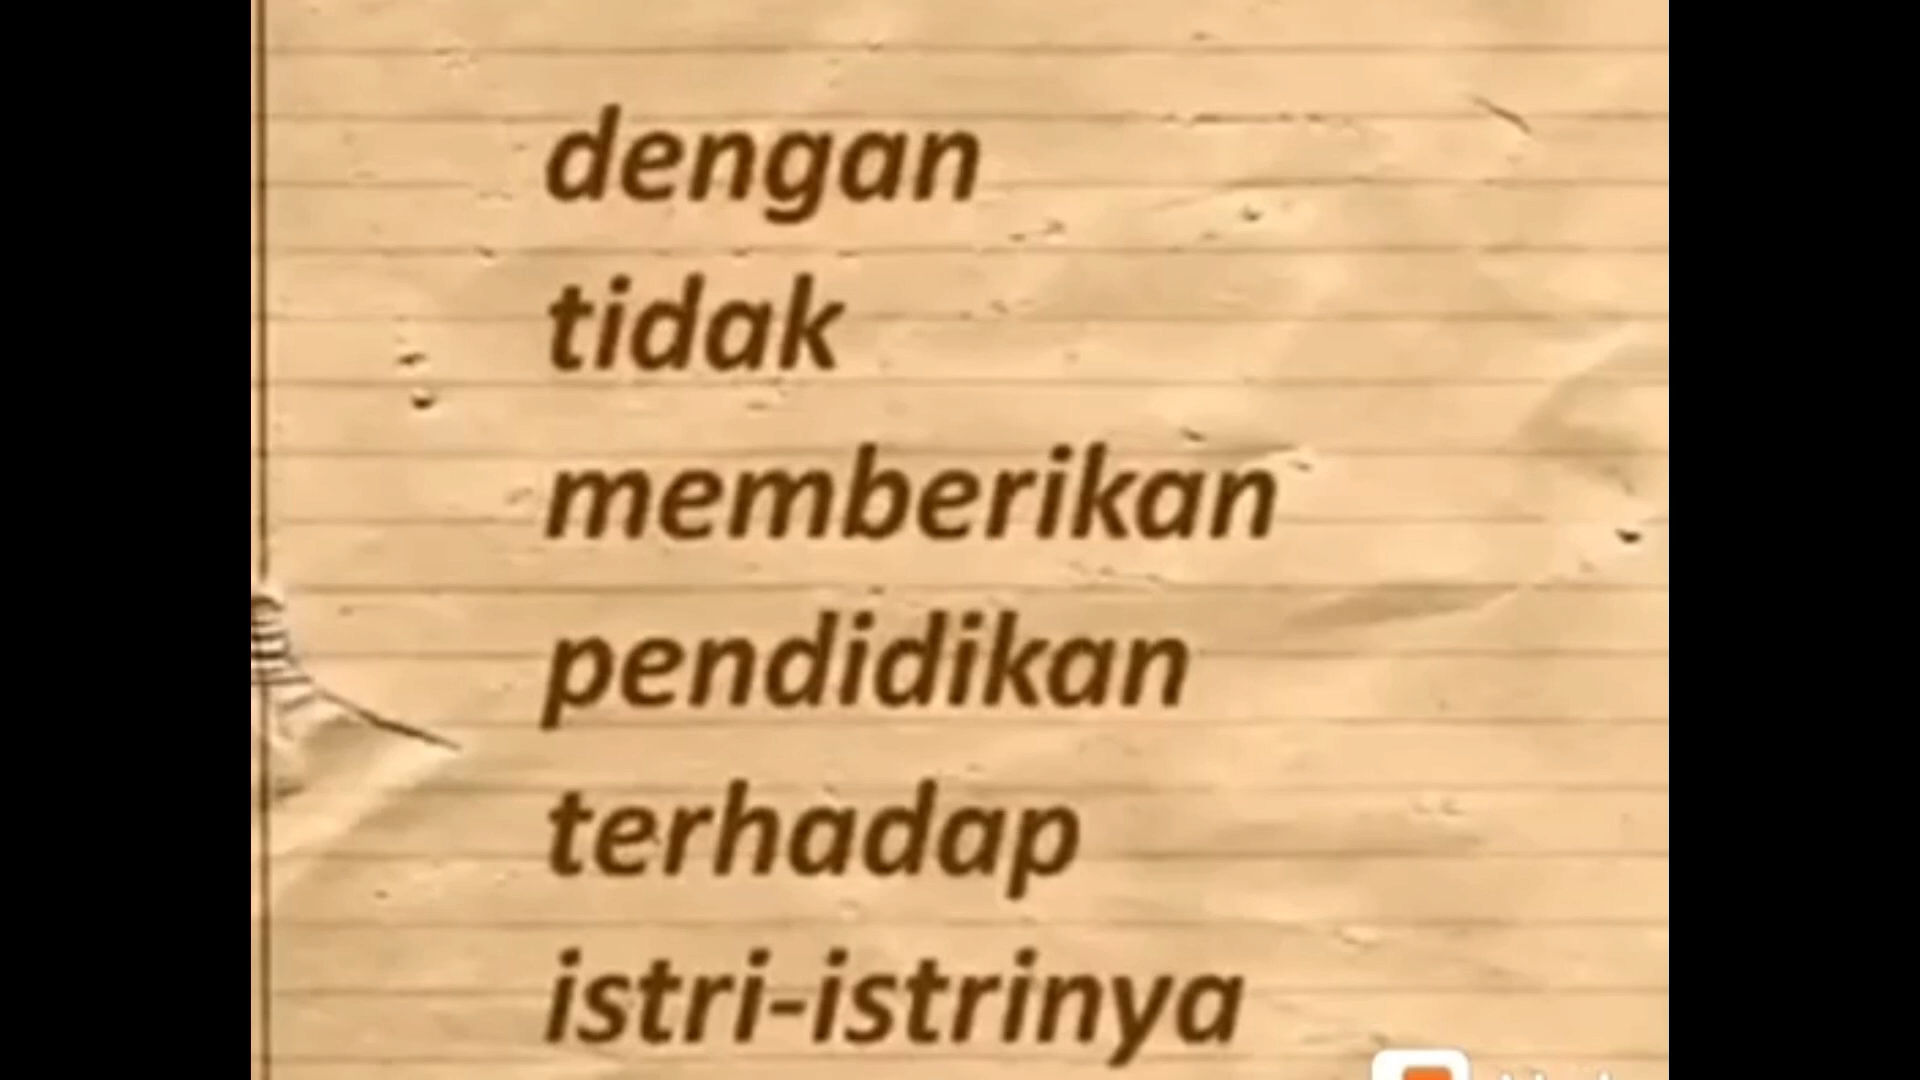 dengan
tidak
memberikan
pendidikan
terhadap
istri-istrinya